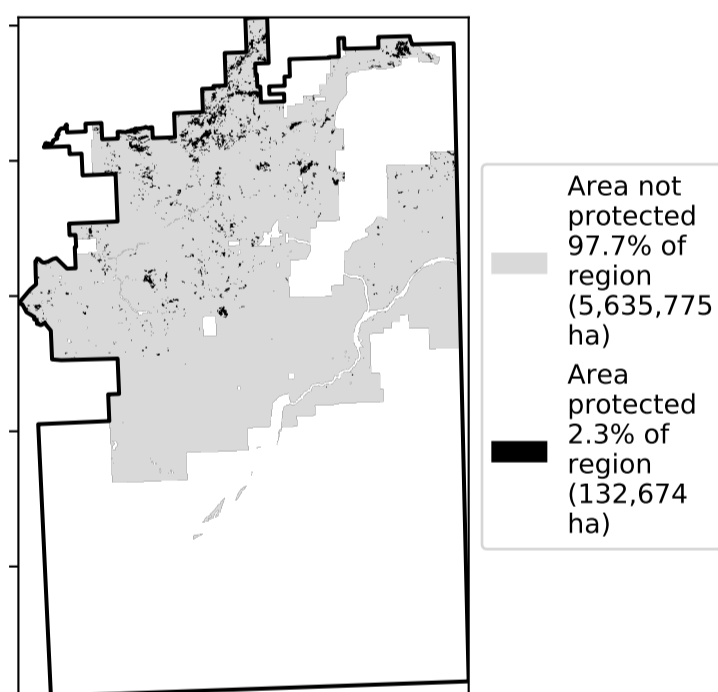 Area not
protected
97.7% of
region
(5,635,775
ha)
Area
protected
2.3% of
region
(132,674
ha)